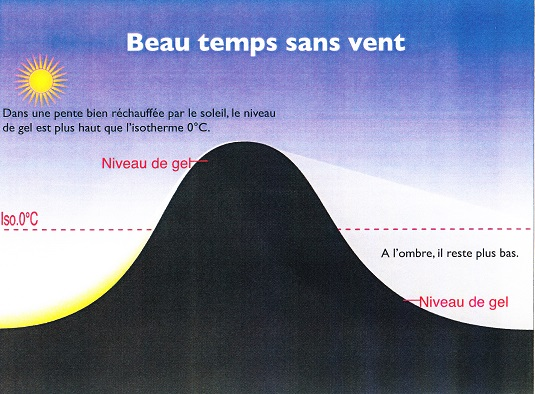 Beau temps sans vent
Dans une pente bien réchauffée par le soleil, le niveau
de gel est plus haut que l'isotherme 0°C.
Niveau de gel
Iso.0°C
A l'ombre, il reste plus bas.
Niveau de gel